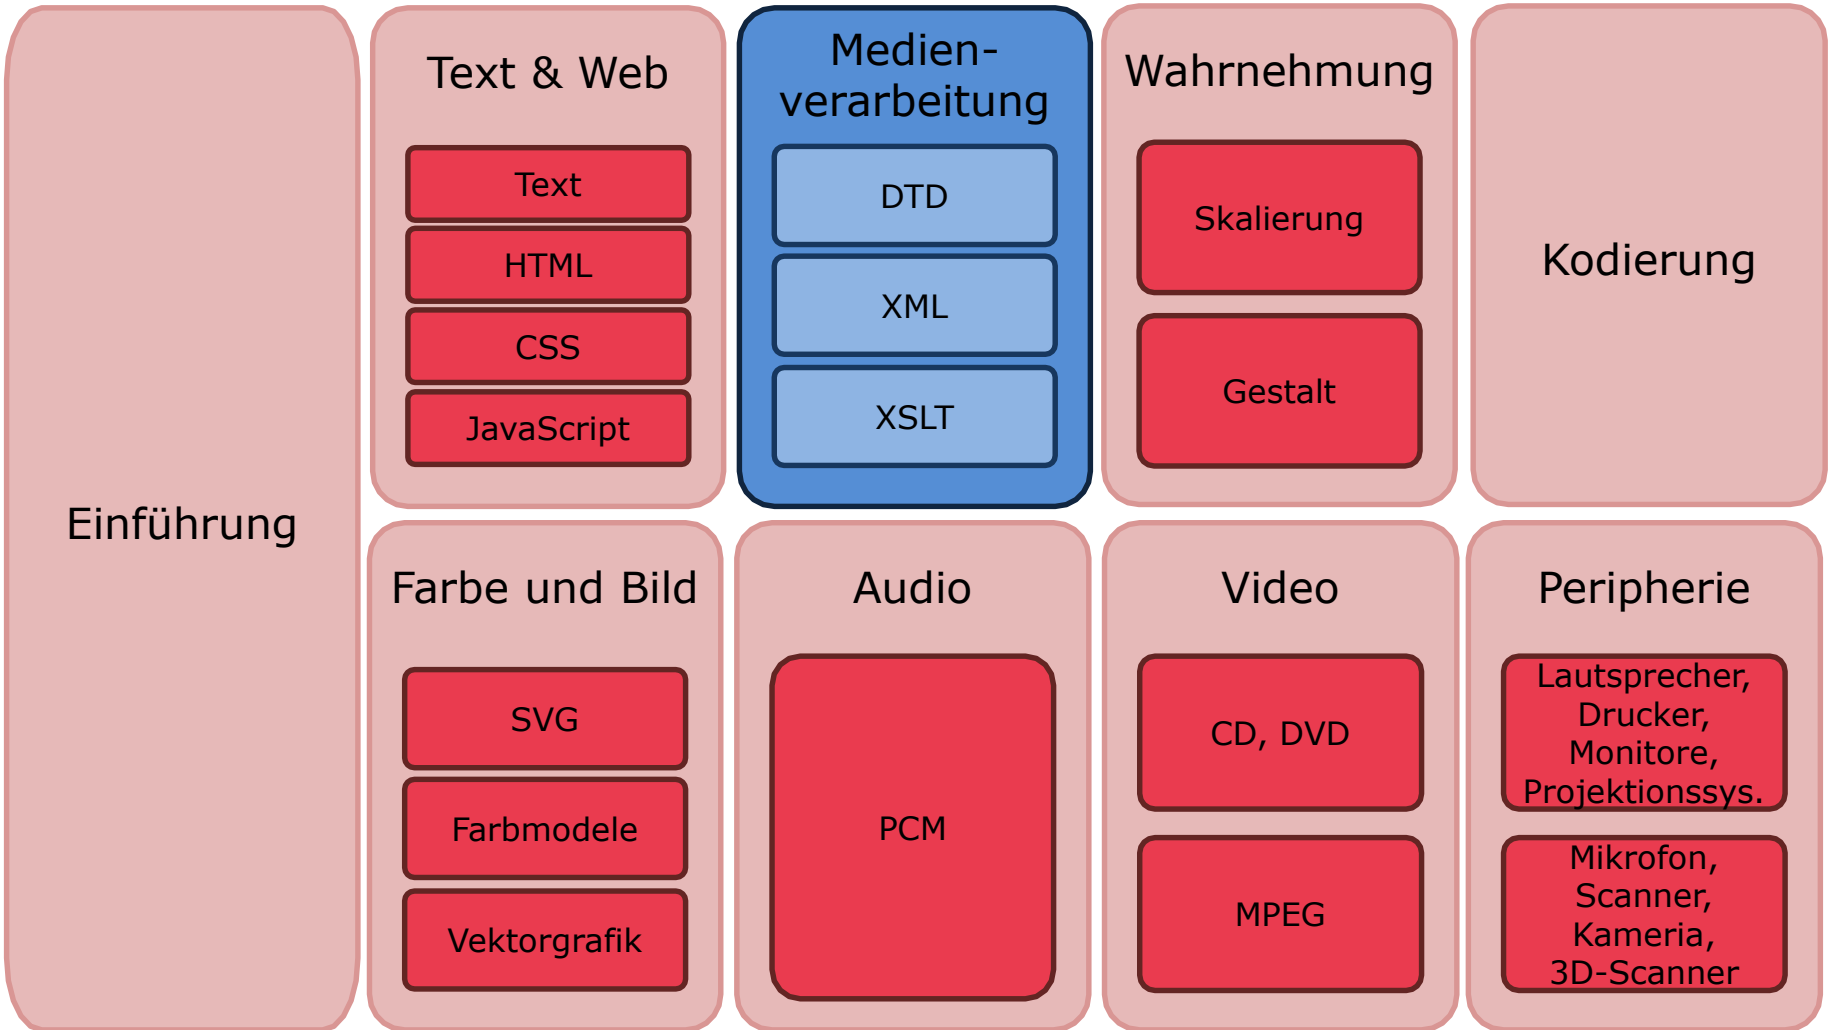 Einführung
Text & Web
Text
HTML
CSS
JavaScript
Medien-
verarbeitung
DTD
XML
XSLT
Wahrnehmung
Skalierung
Gestalt
Kodierung
Farbe und Bild
SVG
Farbmodele
Vektorgrafik
Audio
PCM
Video
CD, DVD
MPEG
Peripherie
Lautsprecher,
Drucker,
Monitore,
Projektionssys.
Mikrofon,
Scanner,
Kameria,
3D-Scanner